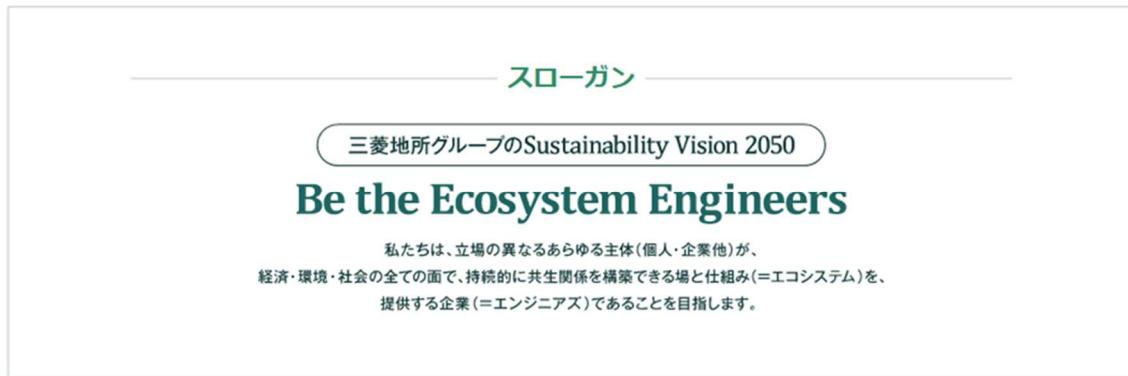 スローガン
三菱地所グループのSustainability Vision 2050
Be the Ecosystem Engineers
私たちは、立場の異なるあらゆる主体(個人・企業他)が、
経済・環境・社会の全ての面で、持続的に共生関係を構築できる場と仕組み(=エコシステム)を、
提供する企業(=エンジニアズ)であることを目指します。